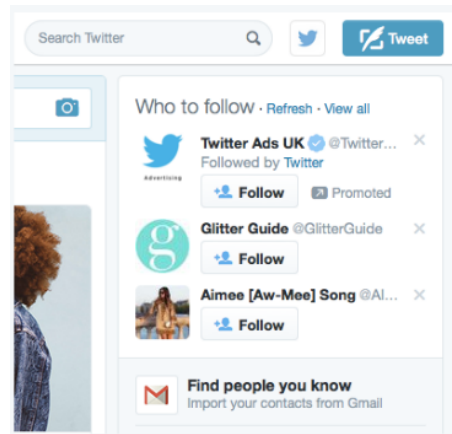 Search Twitter
Tweet
Who to follow · Refresh · View all
Twitter Ads UK @Twitter...
Followed by Twitter
Advertising
Follow
Promoted
Glitter Guide @GlitterGuide
g
Follow
Aimee [Aw-Mee] Song @Al...
Follow
Find people you know
Import your contacts from Gmail